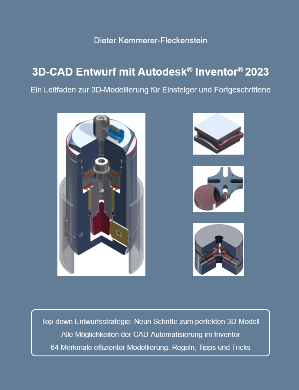 Dieter Kemmerer-Fleckenstein
3D-CAD Entwurf mit Autodesk® Inventor® 2023
Ein Leitfaden zur 3D-Modellierung für Einsteiger und Fortgeschrittene
Top down Entwurfsstrategie: Neun Schritte zum perfekten 3D Modell
Alle Möglichkeiten der CAD-Automatisierung im Inventor
64 Merkmale effizienter Modellierung: Regeln, Tipps und Tricks